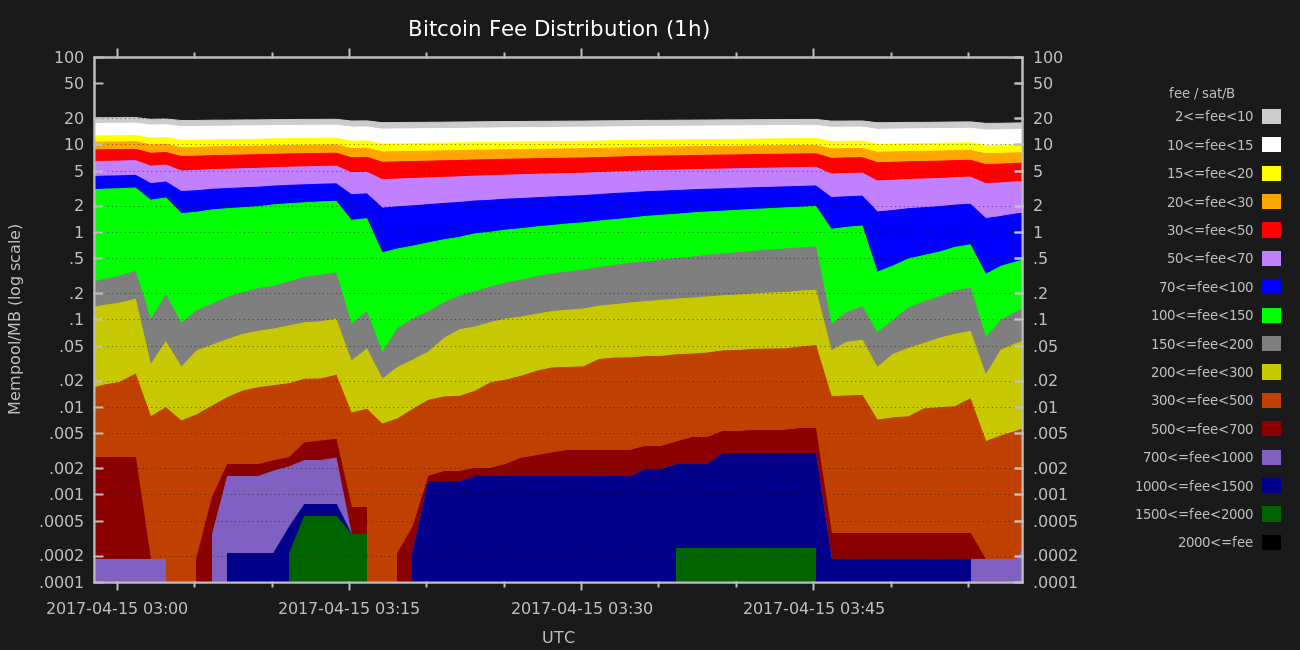 Bitcoin Fee Distribution (1h)
100
50
20
10
5
2
1
.5
.2
.1
.05
.02
.01
.005
.002
.001
.0005
.0002
.0001
Mempool/MB (log scale)
100
50
20
10
5
2
1
.5
.2
.1
.05
.02
.01
.005
.002
.001
.0005
.0002
.0001
2017-04-15 03:00
2017-04-15 03:15
2017-04-15 03:30
2017-04-15 03:45
UTC
fee / sat/B
2<=fee<10
10<=fee<15
15<=fee<20
20<=fee<30
30<=fee<50
50<=fee<70
70<=fee<100
100<=fee<150
150<=fee<200
200<=fee<300
300<=fee<500
500<=fee<700
700<=fee<1000
1000<=fee<1500
1500<=fee<2000
2000<=fee